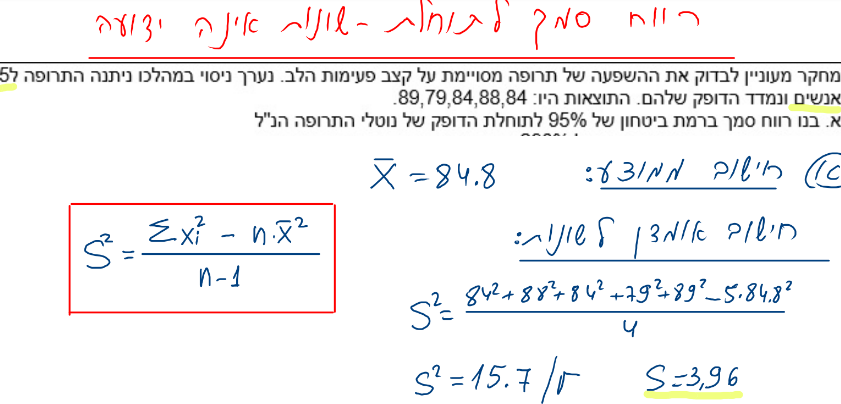 רווח סמך לתוחלת - שונות אינה ידועה
מחקר מעוניין לבדוק את ההשפעה של תרופה מסויימת על קצב פעימות הלב. נערך ניסוי במהלכו ניתנה התרופה ל5
אנשים ונמדד הדופק שלהם. התוצאות היו: 89,79,84,88,84.
א. בנו רווח סמך ברמת ביטחון של 95% לתוחלת הדופק של נוטלי התרופה הנ"ל
א) חישוב ממוצע: X̄ = 84.8
חישוב אומדן לשונות:
S² = (Σxi² - n·x̄²) / (n-1)
S² = (84² + 88² + 84² + 79² + 89² - 5·84.8²) / 4
S² = 15.7 /√ S=3,96